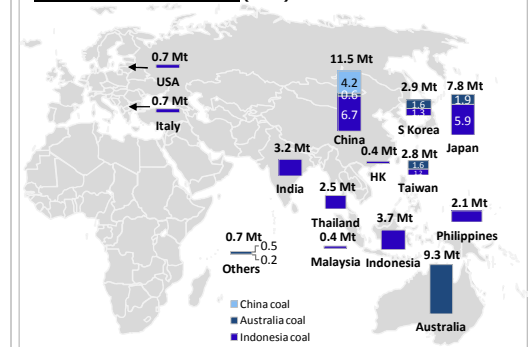 11.5 Mt
4.2
0.6
6.7
China
0.7 Mt
USA
0.7 Mt
Italy
2.9 Mt
1.6
1.3
S Korea
7.8 Mt
1.9
5.9
Japan
3.2 Mt
India
0.4 Mt
HK
2.8 Mt
1.6
1.2
Taiwan
2.5 Mt
Thailand
0.4 Mt
Malaysia
3.7 Mt
Indonesia
2.1 Mt
Philippines
0.7 Mt
0.5
0.2
Others
9.3 Mt
Australia
China coal
Australia coal
Indonesia coal